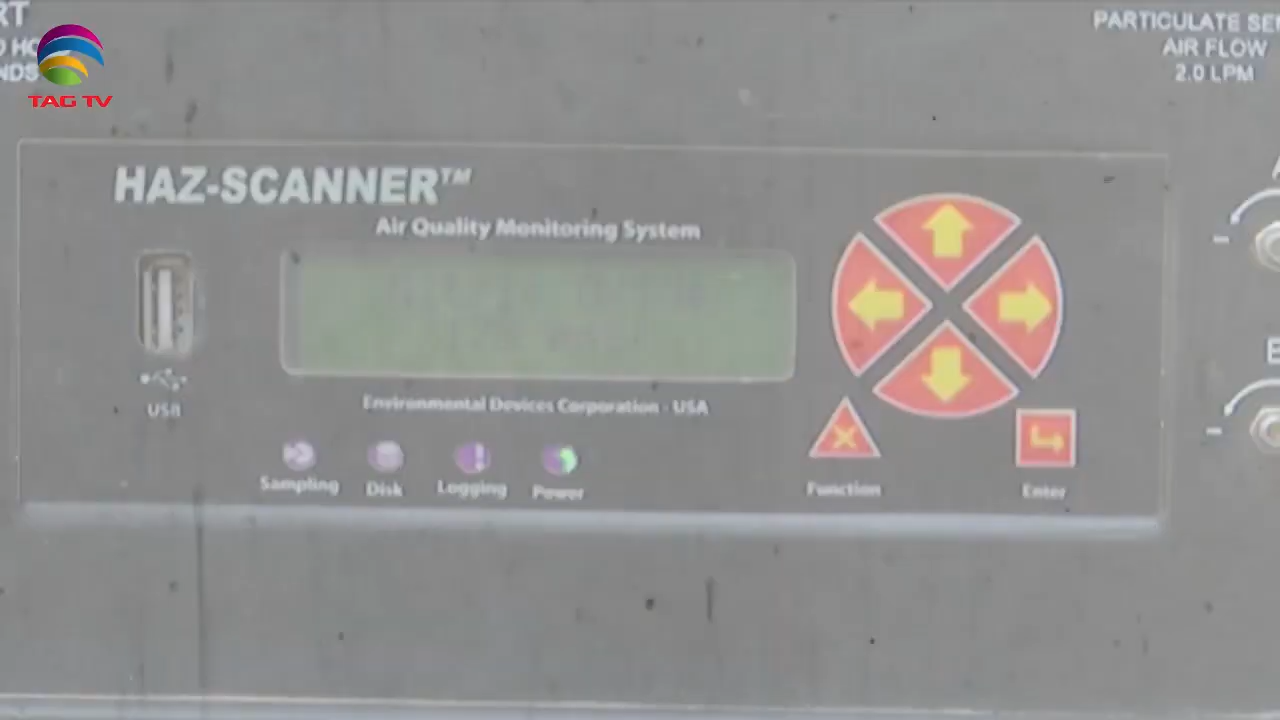 TAG TV
PARTICULATE
AIR FLOW
2.0 LPM
HAZ-SCANNER™
Air Quality Monitoring System
USB
Environmental Devices Corporation - USA
Sampling
Disk
Logging
Power
Function
Enter